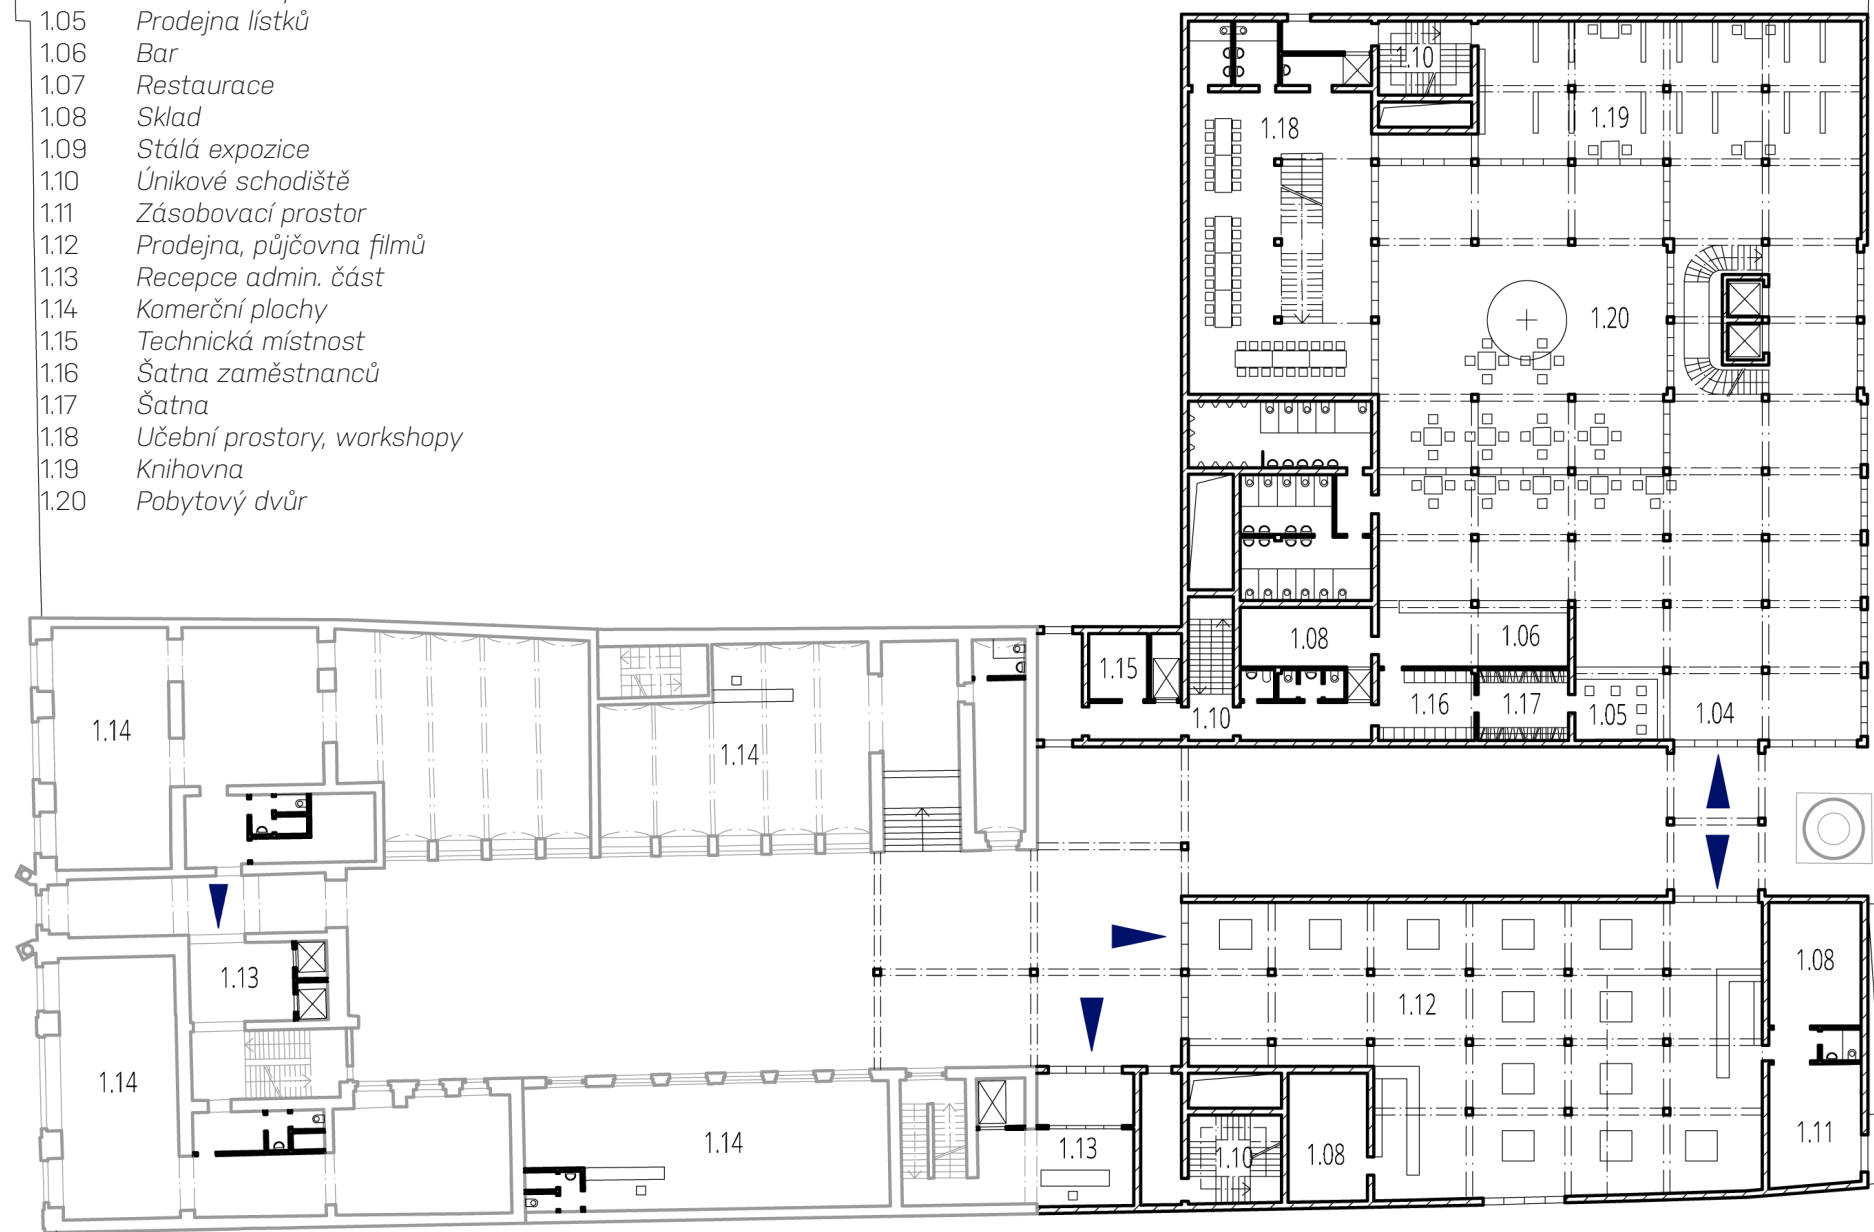 1.05 Prodejna lístků
1.06 Bar
1.07 Restaurace
1.08 Sklad
1.09 Stálá expozice
1.10 Únikové schodiště
1.11 Zásobovací prostor
1.12 Prodejna, půjčovna filmů
1.13 Recepce admin. část
1.14 Komerční plochy
1.15 Technická místnost
1.16 Šatna zaměstnanců
1.17 Šatna
1.18 Učební prostory, workshopy
1.19 Knihovna
1.20 Pobytový dvůr
1.10
1.18
1.19
1.20
1.08
1.06
1.15
1.10
1.16
1.17
1.05
1.04
1.14
1.14
1.13
1.08
1.12
1.14
1.14
1.13
1.10
1.08
1.11